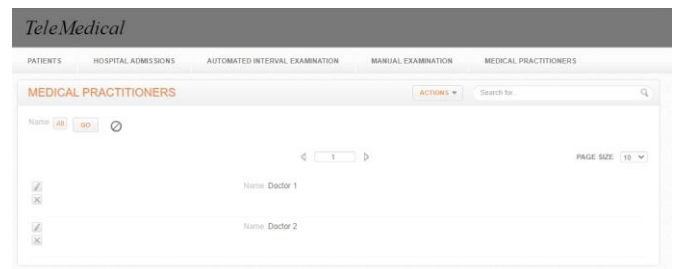 TeleMedical
PATIENTS HOSPITAL ADMISSIONS AUTOMATED INTERVAL EXAMINATION MANUAL EXAMINATION MEDICAL PRACTITIONERS
MEDICAL PRACTITIONERS ACTIONS Search for..
Name All GO
1 PAGE SIZE 10
Name Doctor 1
Name Doctor 2